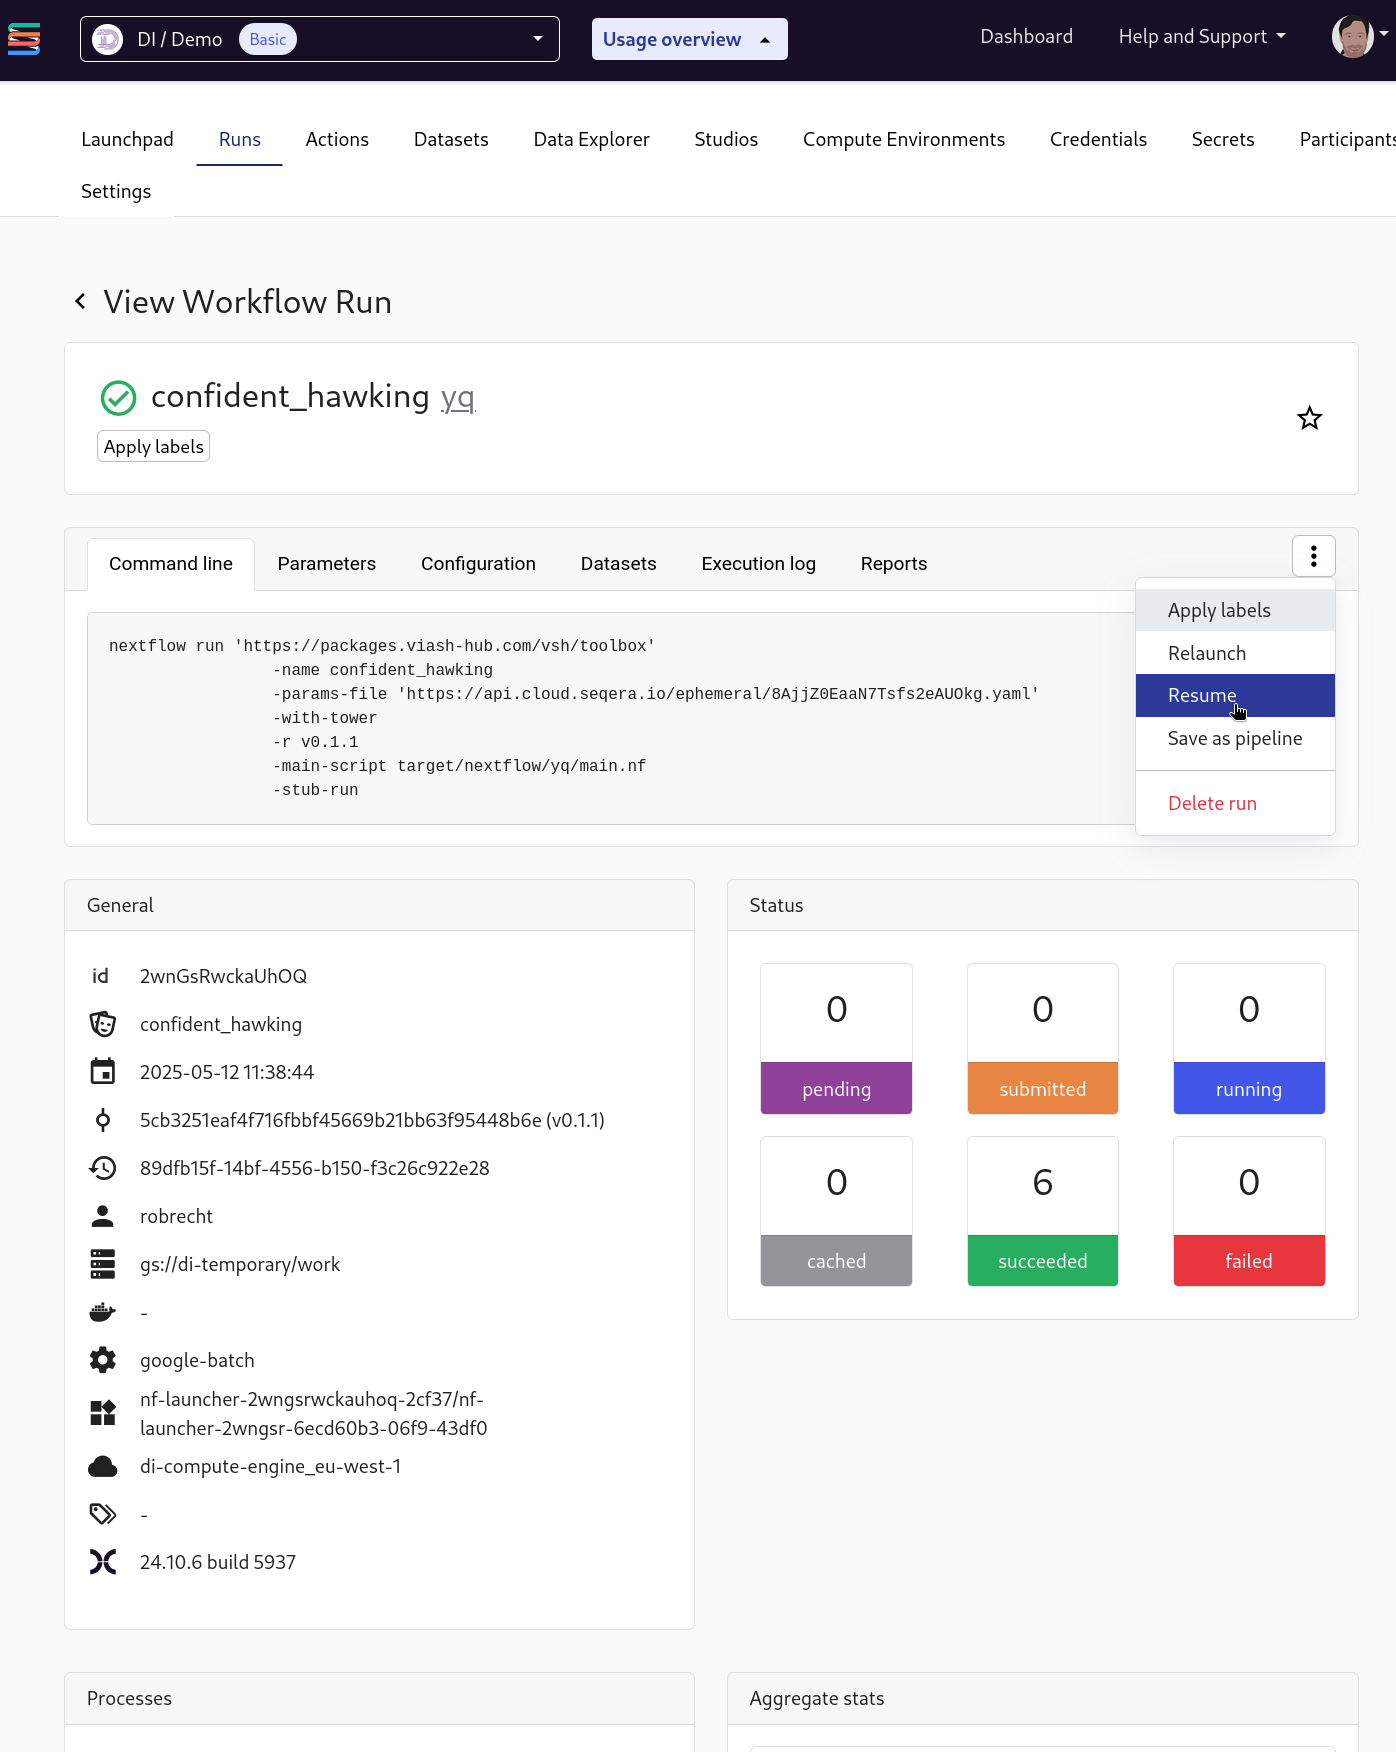 DI / Demo Basic Usage overview Dashboard Help and Support
Launchpad Runs Actions Datasets Data Explorer Studios Compute Environments Credentials Secrets Participants
Settings
View Workflow Run
confident_hawking yq
Apply labels
Command line Parameters Configuration Datasets Execution log Reports
Apply labels
Relaunch
Resume
Save as pipeline
Delete run
nextflow run 'https://packages.viash-hub.com/vsh/toolbox'
-name confident_hawking
-params-file 'https://api.cloud.seqera.io/ephemeral/8AjjZ0EaaN7Tsfs2eAUOkg.yaml'
-with-tower
-r v0.1.1
-main-script target/nextflow/yq/main.nf
-stub-run
General
id 2wnGsRwckaUhOQ
confident_hawking
2025-05-12 11:38:44
5cb3251eaf4f716fbbf45669b21bb63f95448b6e (v0.1.1)
89dfb15f-14bf-4556-b150-f3c26c922e28
robrecht
gs://di-temporary/work
-
google-batch
nf-launcher-2wngsrwckauhoq-2cf37/nf-
launcher-2wngsr-6ecd60b3-06f9-43df0
di-compute-engine_eu-west-1
-
24.10.6 build 5937
Status
0 0 0
pending submitted running
0 6 0
cached succeeded failed
Processes
Aggregate stats